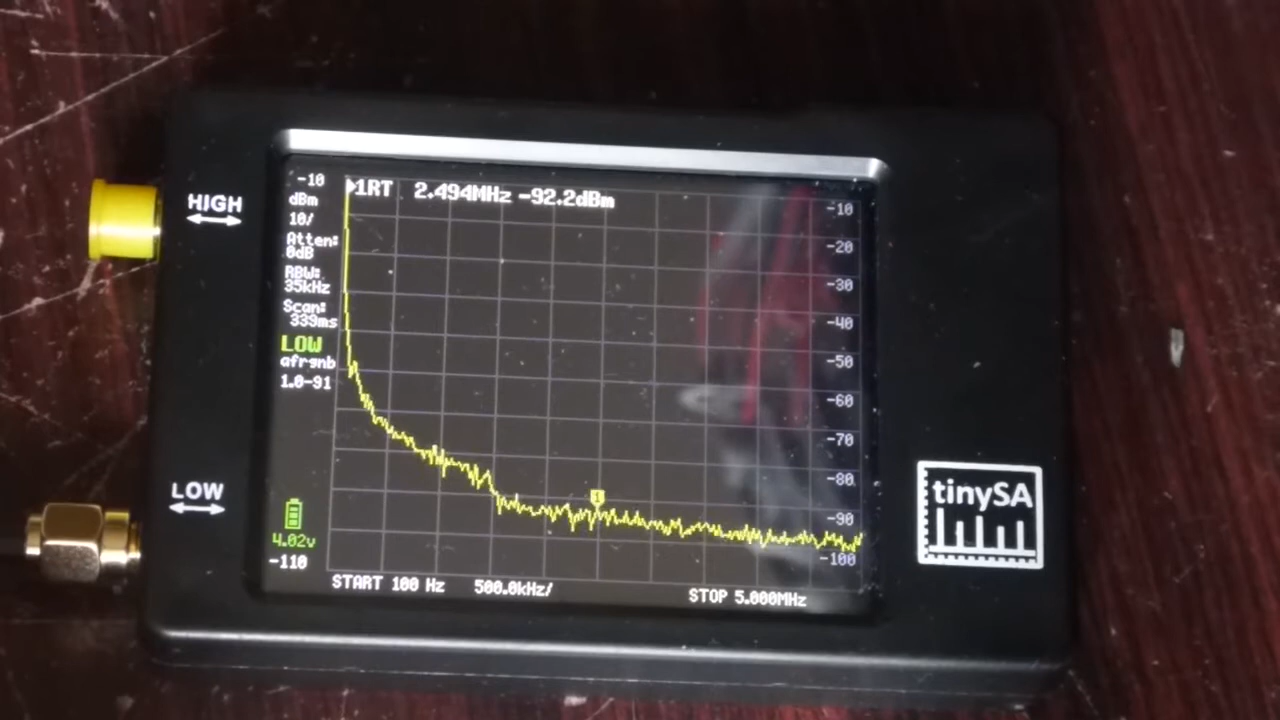 HIGH
LOW
-10
dBm
10/
Atten:
0dB
RBW:
35kHz
Scan:
339ms
LOW
1.0-91
4.02v
-110
1RT 2.494MHz -92.2dBm
1
-10
-20
-30
-40
-50
-60
-70
-80
-90
-100
START 100 Hz 500.0kHz/ STOP 5.000MHz
tinySA